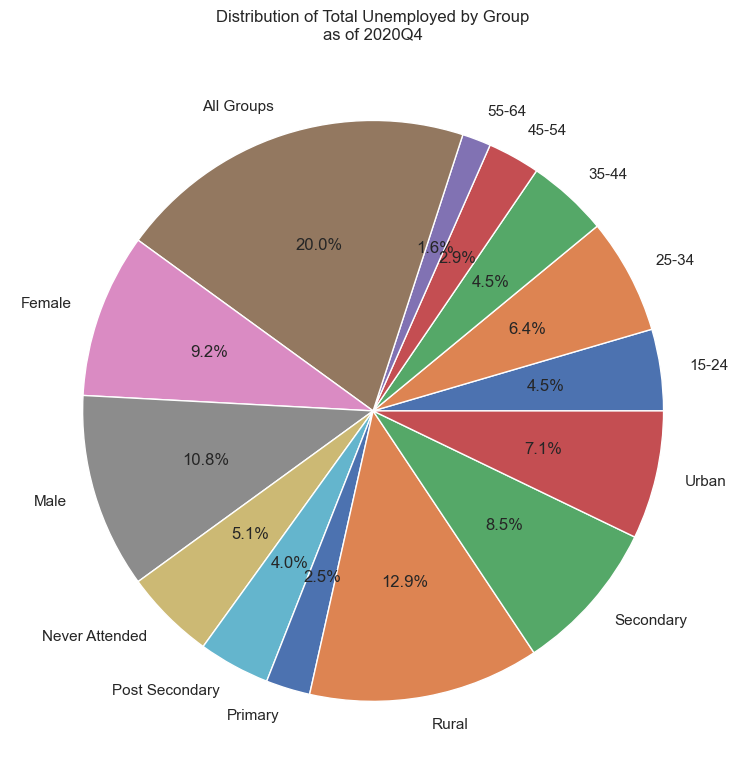 Distribution of Total Unemployed by Group
as of 2020Q4
55-64
All Groups
45-54
35-44
20.0%
1.6%
2.9%
25-34
4.5%
Female
6.4%
9.2%
15-24
4.5%
7.1%
10.8%
Urban
Male
8.5%
5.1%
4.0%
2.5%
12.9%
Secondary
Never Attended
Post Secondary
Primary
Rural